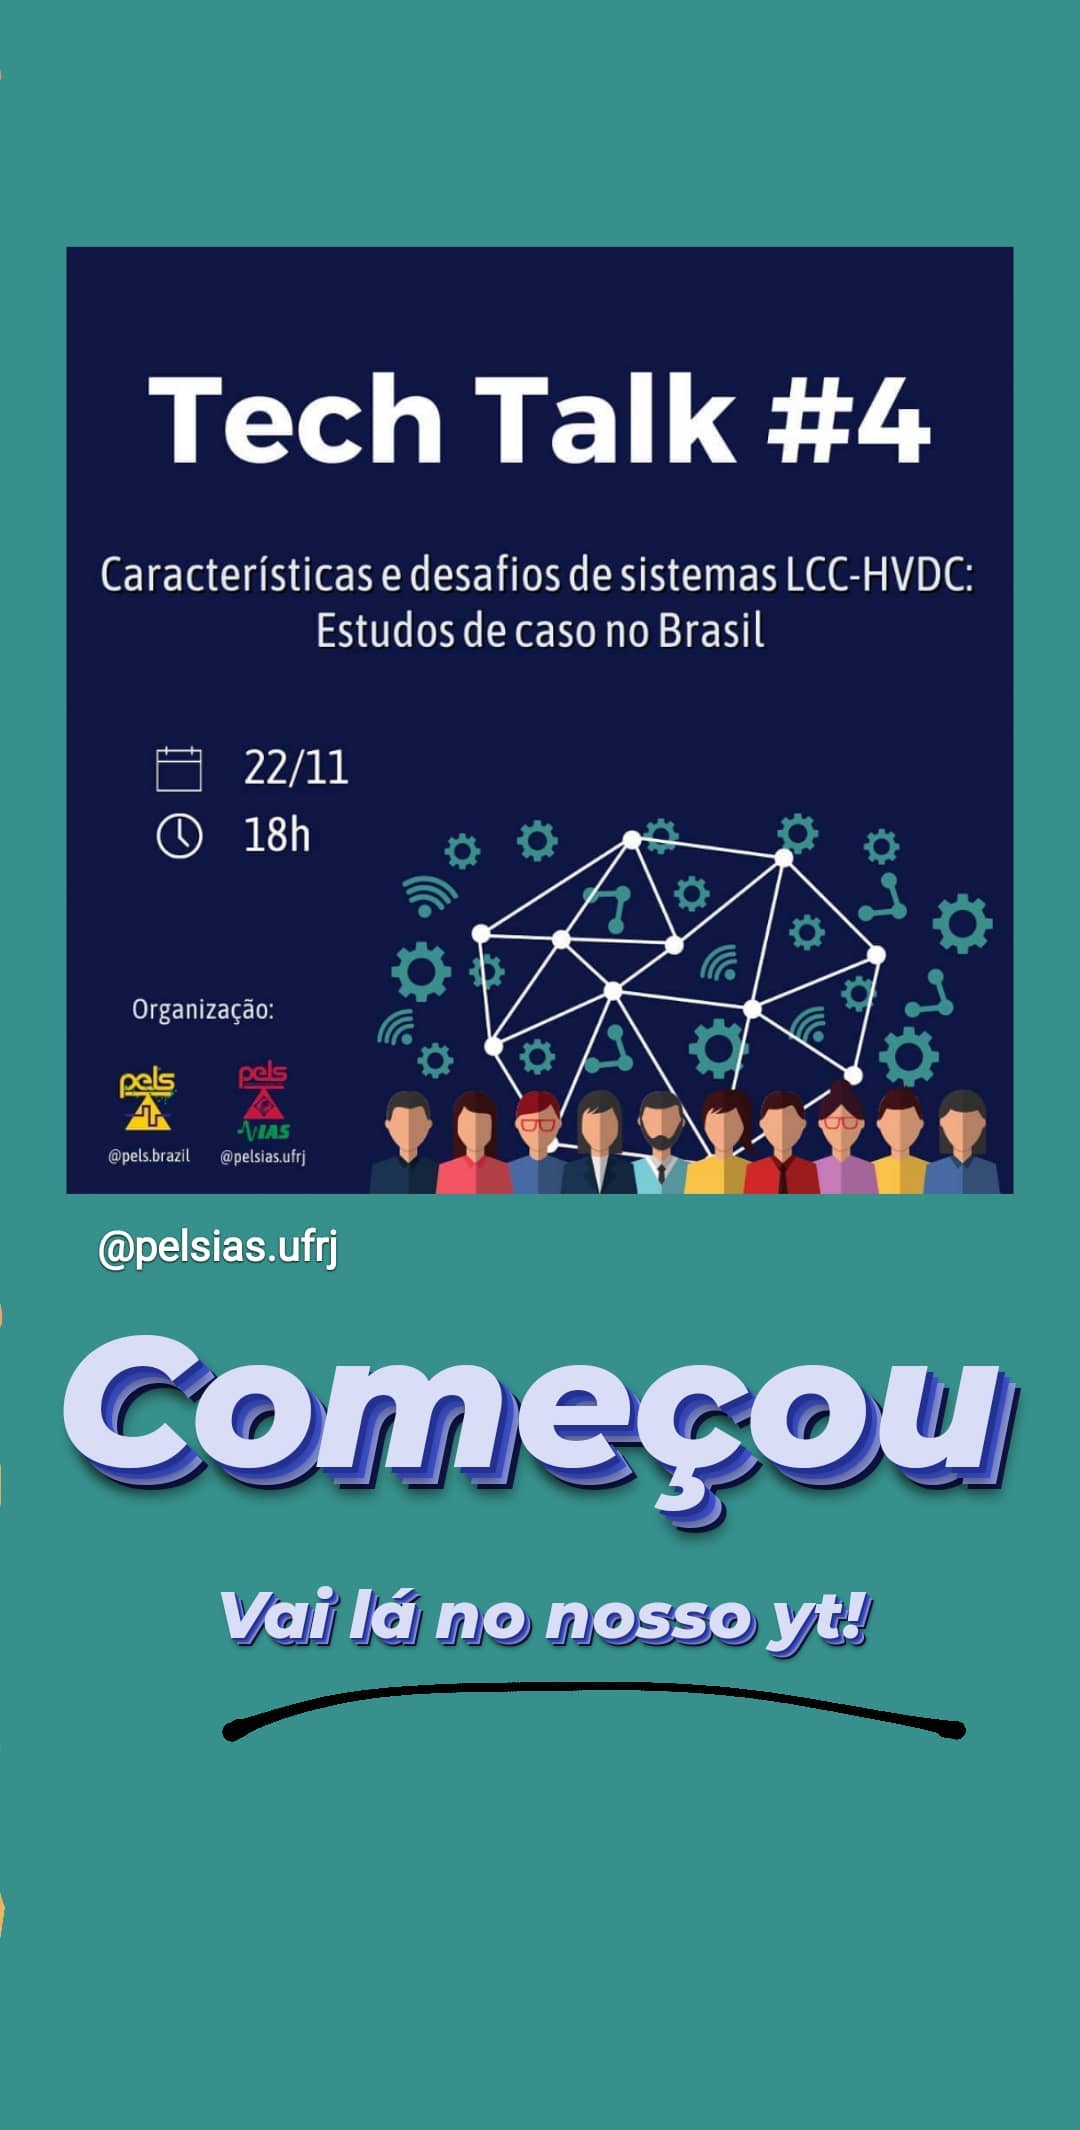 Tech Talk #4
Características e desafios de sistemas LCC-HVDC:
Estudos de caso no Brasil
22/11
18h
Organização:
pels
pels
IAS
@pels.brazil
@pelsias.ufrj
@pelsias.ufrj
Começou
Vai lá no nosso yt!